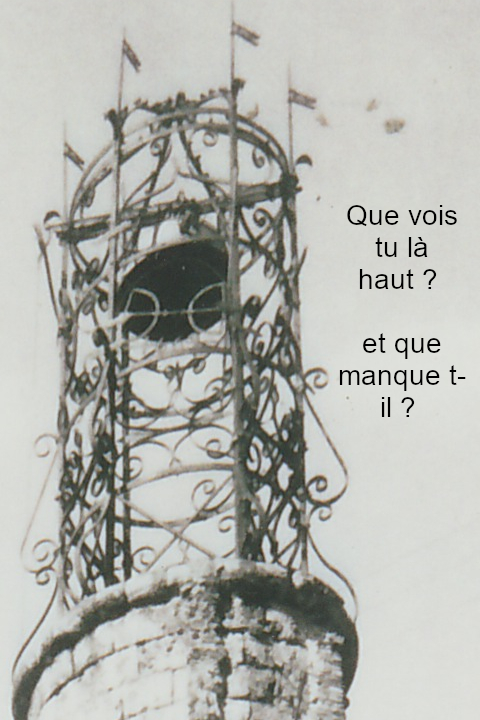 Que vois
tu là
haut ?
et que
manque t-
il ?